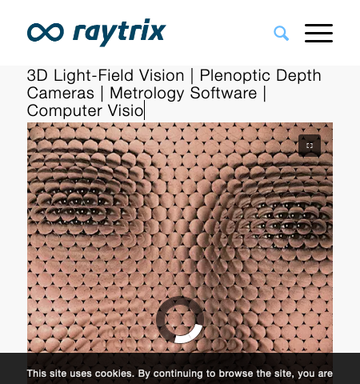 raytrix
3D Light-Field Vision | Plenoptic Depth
Cameras | Metrology Software |
Computer Visio
This site uses cookies. By continuing to browse the site, you are